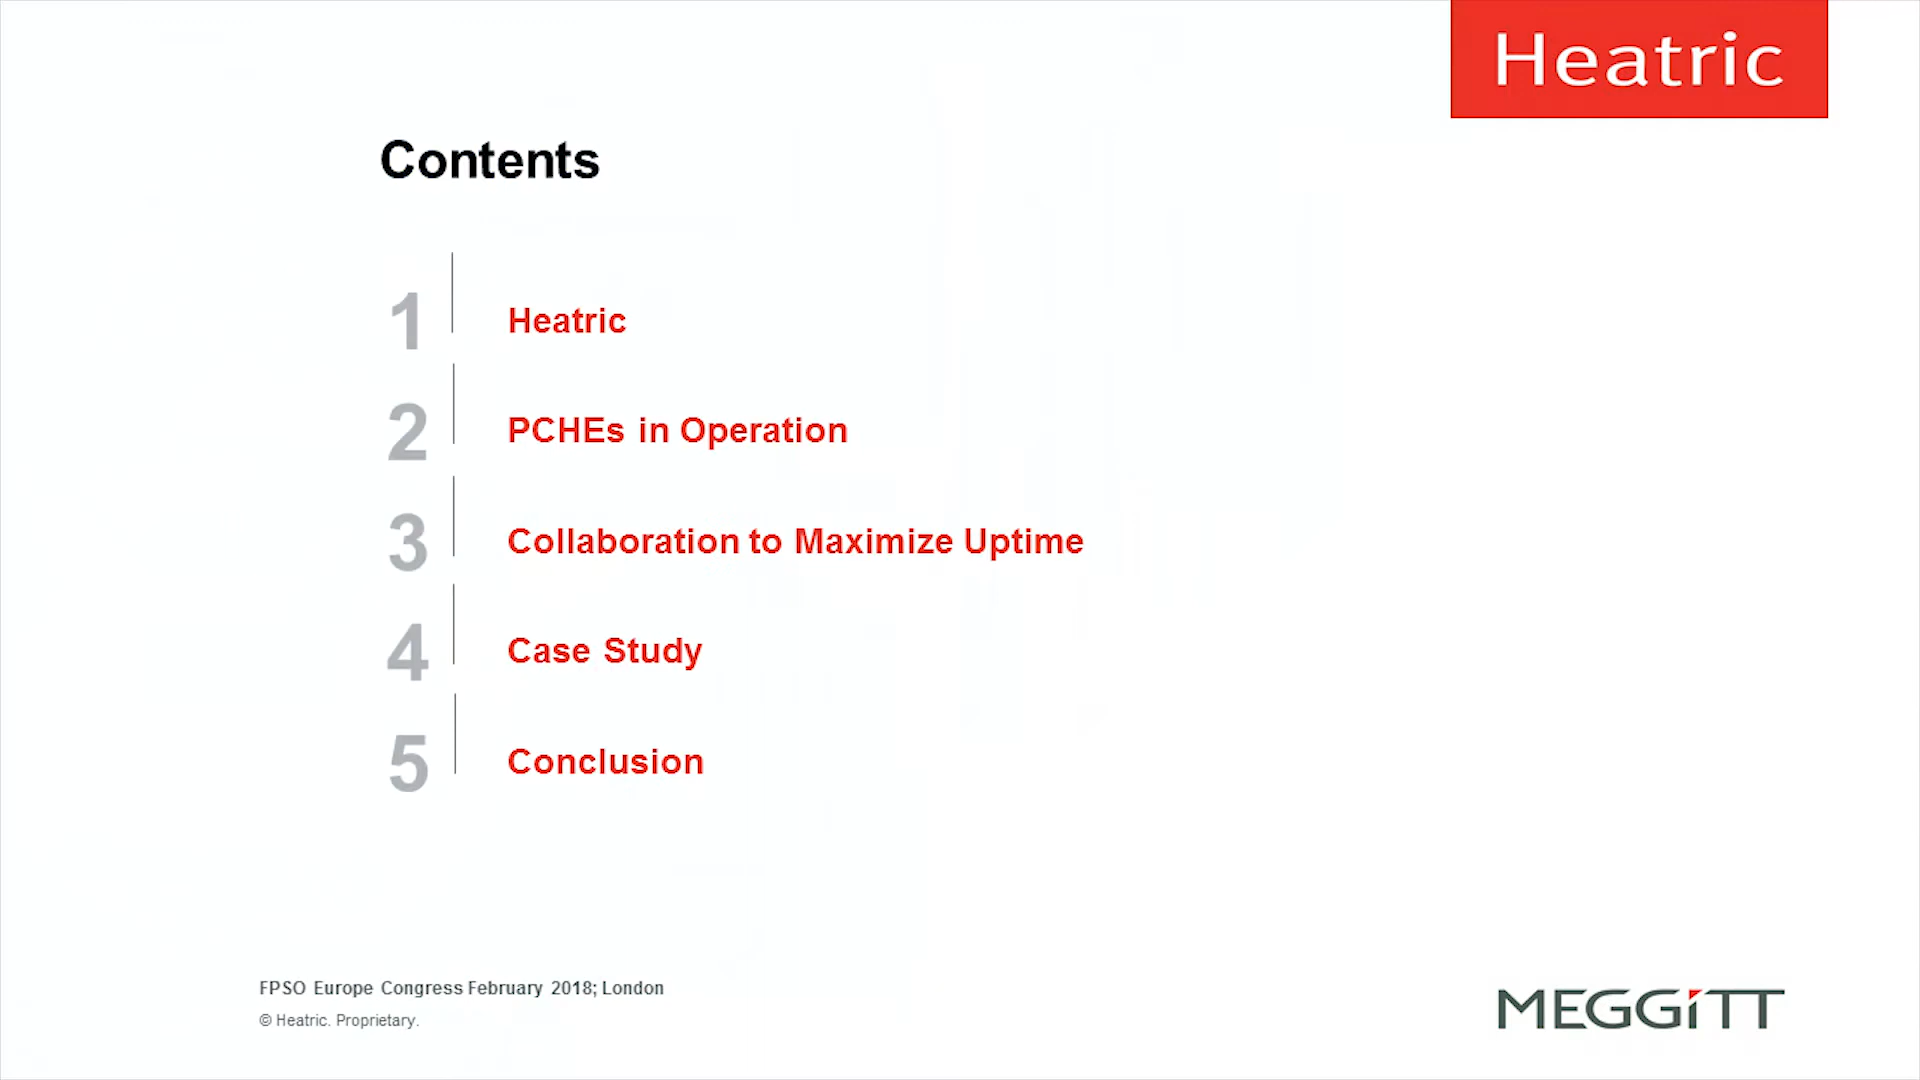 Heatric
Contents
1 Heatric
2 PCHEs in Operation
3 Collaboration to Maximize Uptime
4 Case Study
5 Conclusion
FPSO Europe Congress February 2018; London
© Heatric. Proprietary.
MEGGiTT